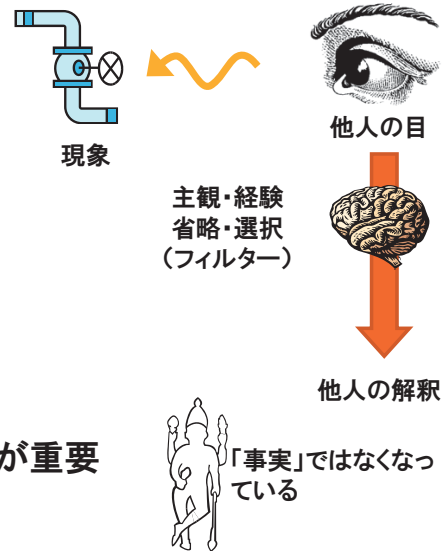 他人の目
現象
主観・経験
省略・選択
（フィルター）
他人の解釈
が重要
「事実」ではなくなっ
ている